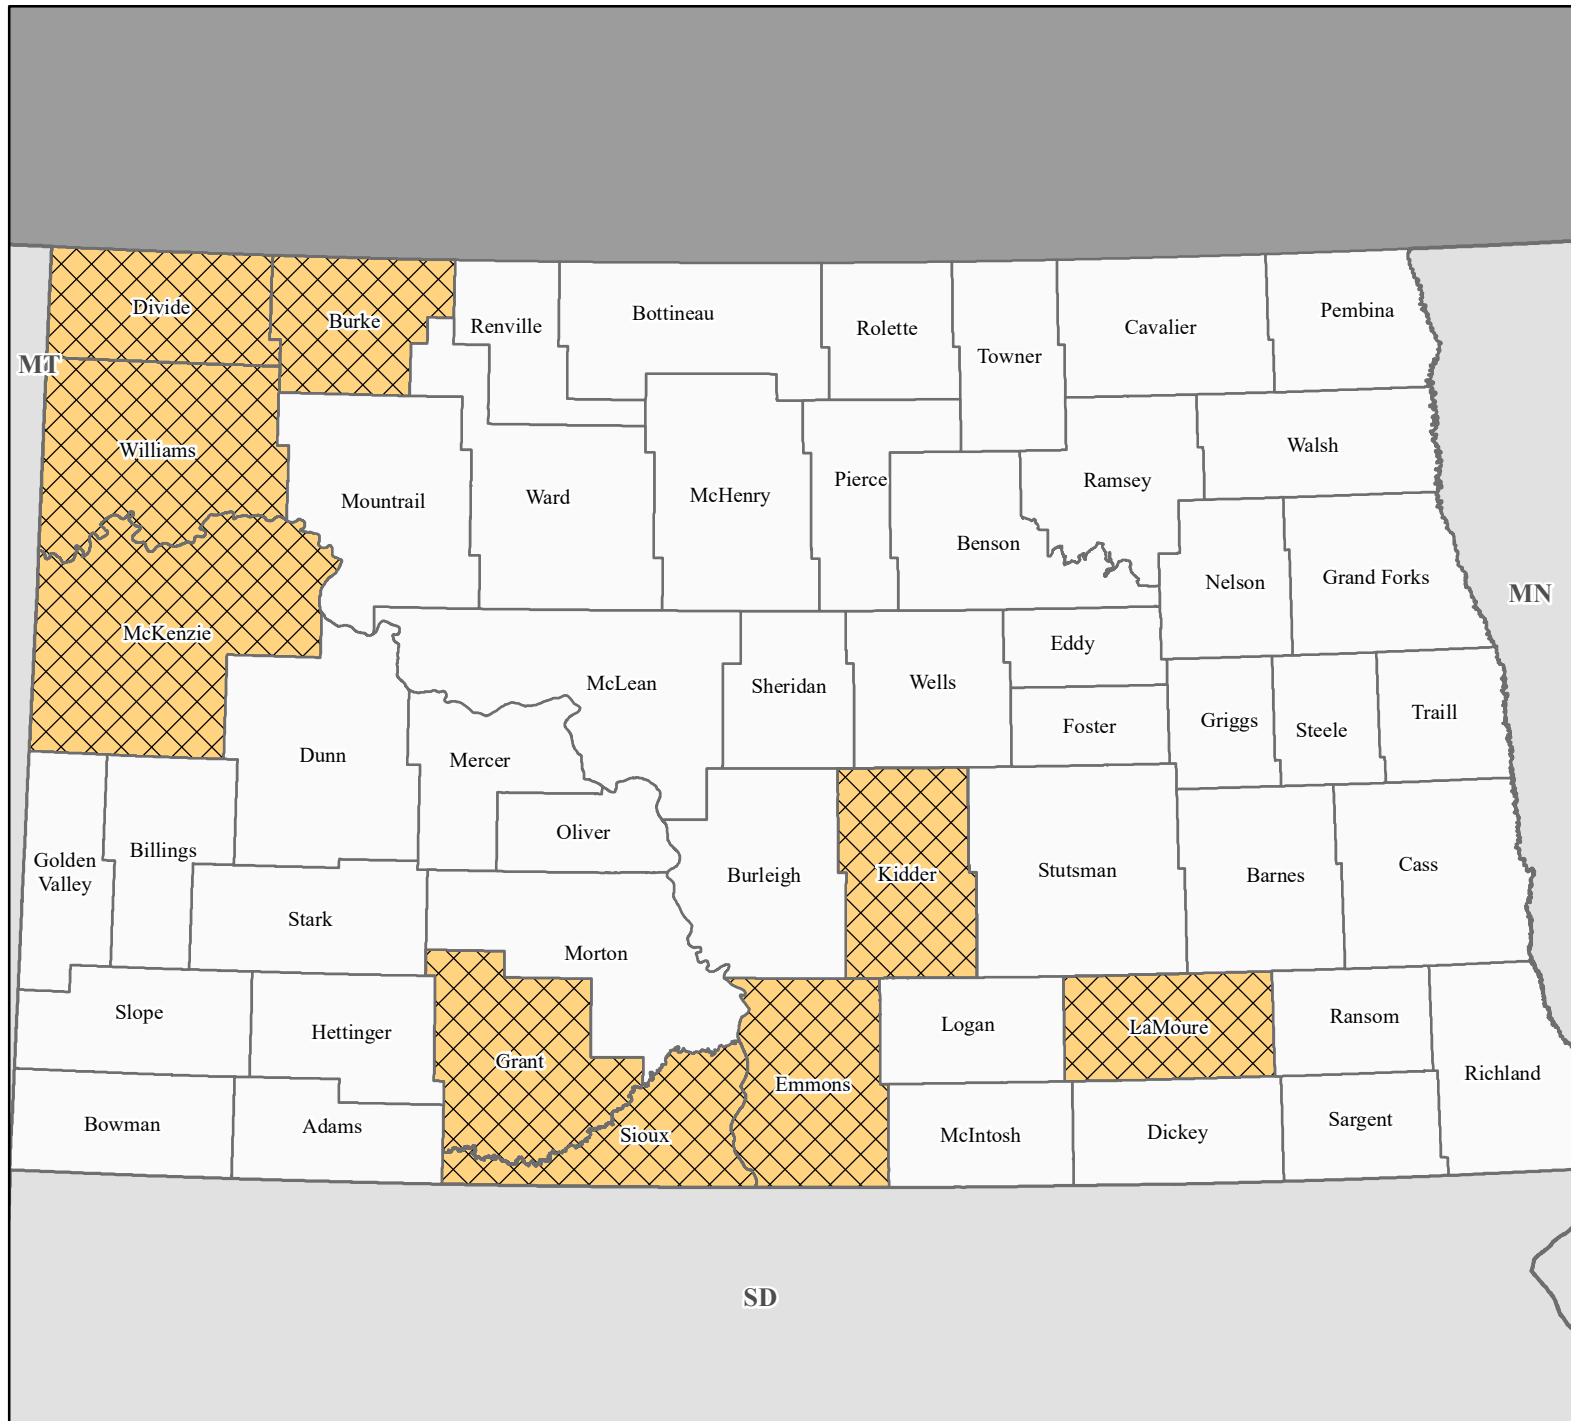 Divide
Burke
Renville
Bottineau
Rolette
Towner
Cavalier
Pembina
MT
Williams
Mountrail
Ward
McHenry
Pierce
Benson
Ramsey
Walsh
Nelson
Grand Forks
MN
McKenzie
McLean
Sheridan
Wells
Eddy
Foster
Griggs
Steele
Traill
Dunn
Mercer
Oliver
Golden
Valley
Billings
Stark
Burleigh
Kidder
Stutsman
Barnes
Cass
Morton
Slope
Hettinger
Grant
Emmons
Logan
LaMoure
Ransom
Richland
Bowman
Adams
Sioux
McIntosh
Dickey
Sargent
SD